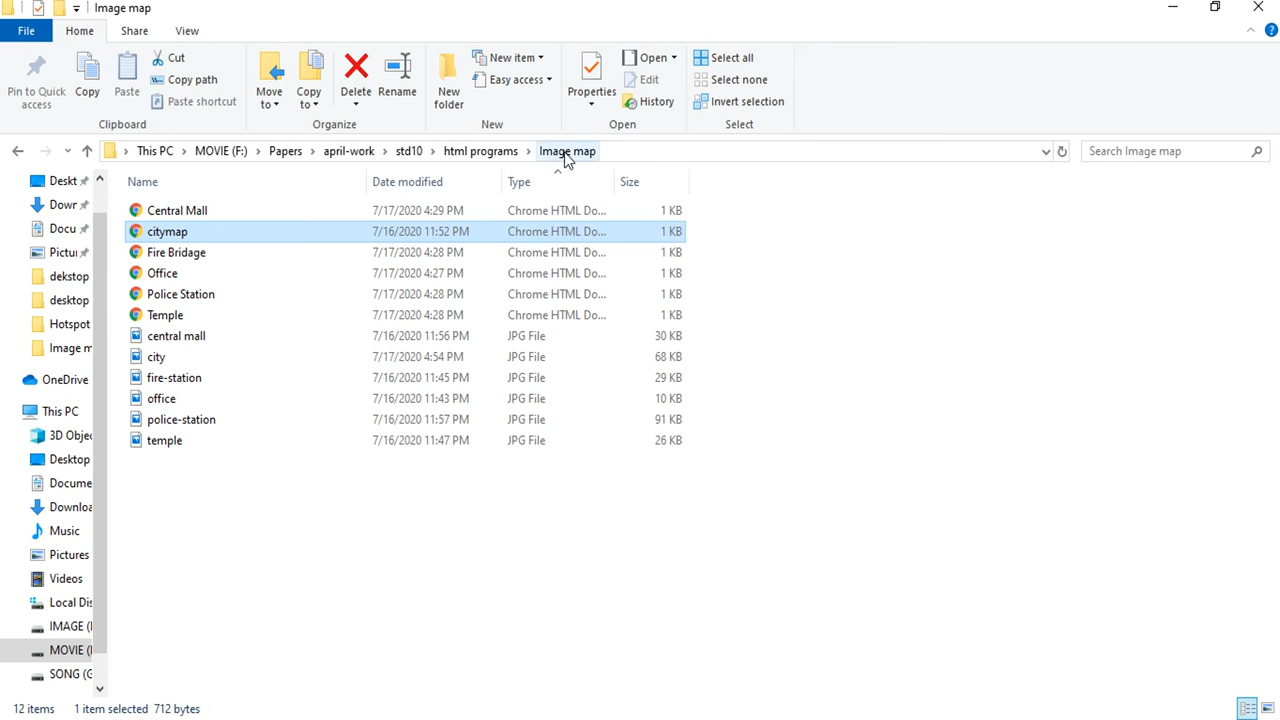 Image map
File Home Share View
Pin to Quick access
Copy
Paste
Cut
Copy path
Paste shortcut
Clipboard
Move to
Copy to
Delete
Rename
Organize
New folder
New item
Easy access
New
Properties
Open
Edit
History
Open
Select all
Select none
Invert selection
Select
This PC > MOVIE (F:) > Papers > april-work > std10 > html programs > Image map
Search Image map
Deskt
Dowr
Docu
Pictu
dekstop
desktop
Hotspot
Image m
OneDrive
This PC
3D Objec
Desktop
Docume
Downloa
Music
Pictures
Videos
Local Dis
IMAGE (
MOVIE (
SONG (G
Name Date modified Type Size
Central Mall 7/17/2020 4:29 PM Chrome HTML Do... 1 KB
citymap 7/16/2020 11:52 PM Chrome HTML Do... 1 KB
Fire Bridage 7/17/2020 4:28 PM Chrome HTML Do... 1 KB
Office 7/17/2020 4:27 PM Chrome HTML Do... 1 KB
Police Station 7/17/2020 4:28 PM Chrome HTML Do... 1 KB
Temple 7/17/2020 4:28 PM Chrome HTML Do... 1 KB
central mall 7/16/2020 11:56 PM JPG File 30 KB
city 7/17/2020 4:54 PM JPG File 68 KB
fire-station 7/16/2020 11:45 PM JPG File 29 KB
office 7/16/2020 11:43 PM JPG File 10 KB
police-station 7/16/2020 11:57 PM JPG File 91 KB
temple 7/16/2020 11:47 PM JPG File 26 KB
12 items 1 item selected 712 bytes